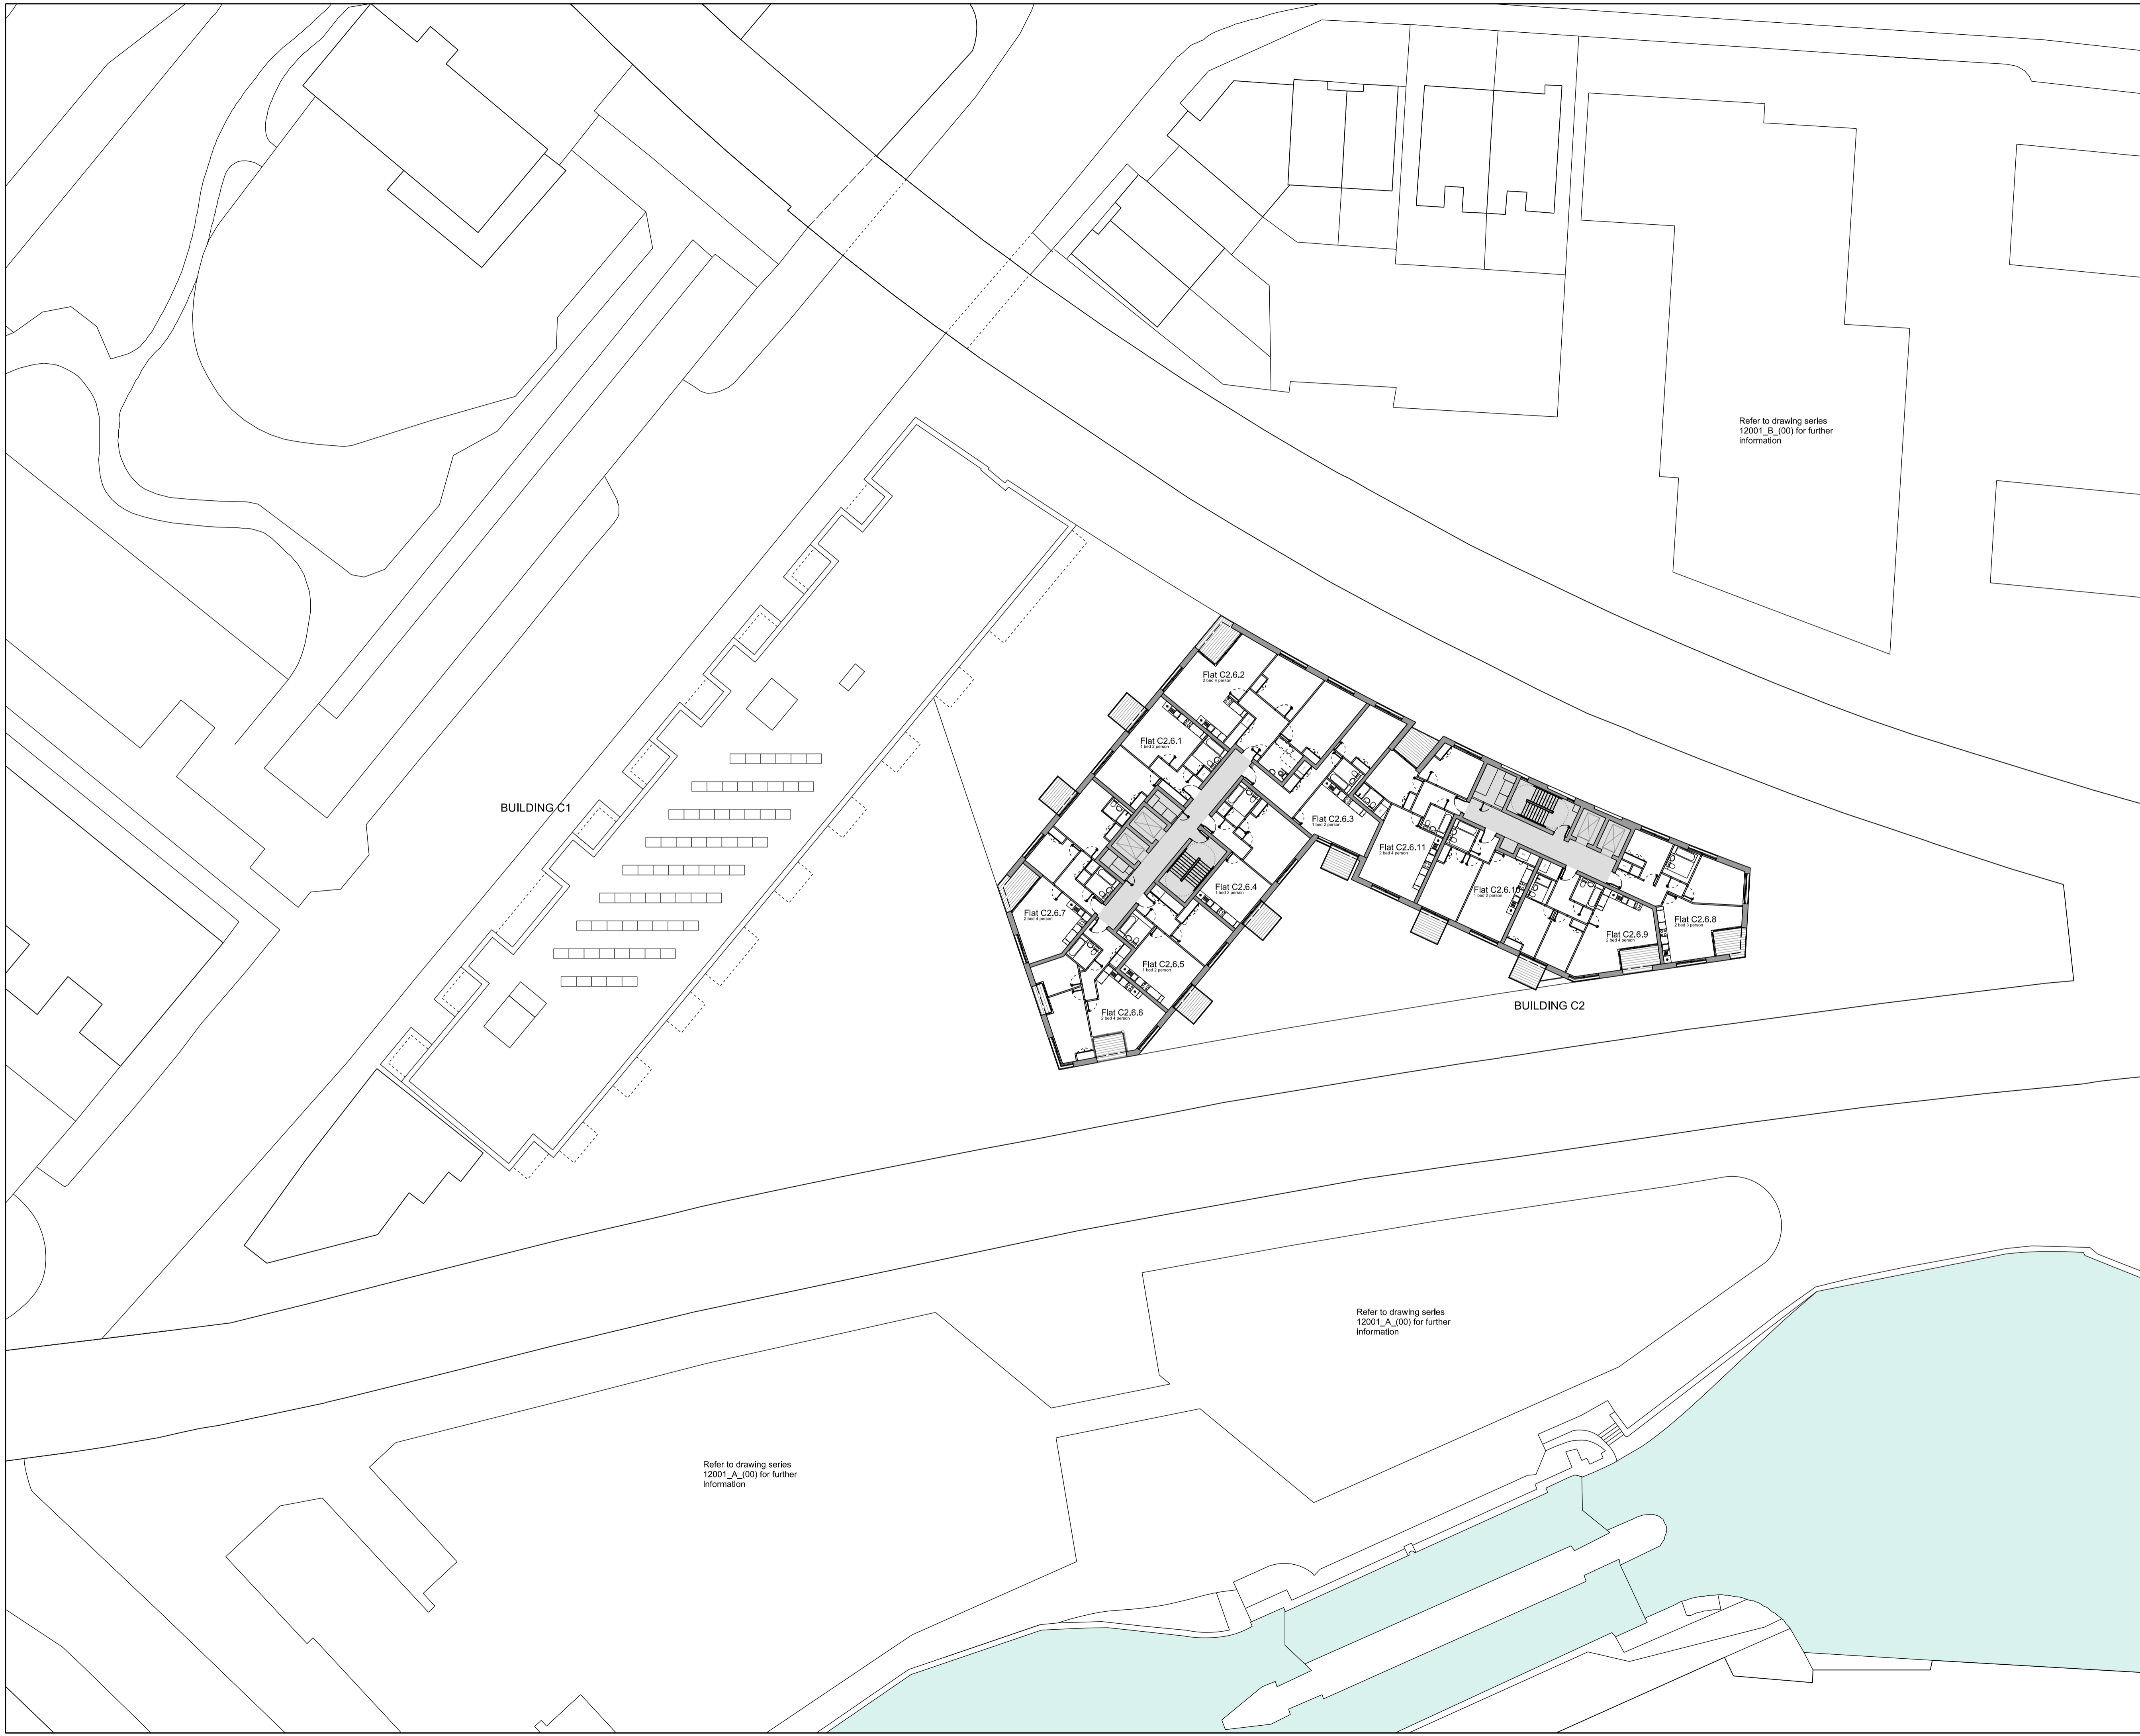 Refer to drawing series
12001_B_(00) for further
information
Flat C2.6.2
2 bed 4 person
Flat C2.6.1
1 bed 2 person
BUILDING C1
Flat C2.6.3
1 bed 2 person
Flat C2.6.11
2 bed 4 person
Flat C2.6.4
1 bed 2 person
Flat C2.6.10
1 bed 2 person
Flat C2.6.7
2 bed 4 person
Flat C2.6.8
2 bed 3 person
Flat C2.6.9
2 bed 4 person
Flat C2.6.5
1 bed 2 person
Flat C2.6.6
2 bed 4 person
BUILDING C2
Refer to drawing series
12001_A_(00) for further
information
Refer to drawing series
12001_A_(00) for further
information